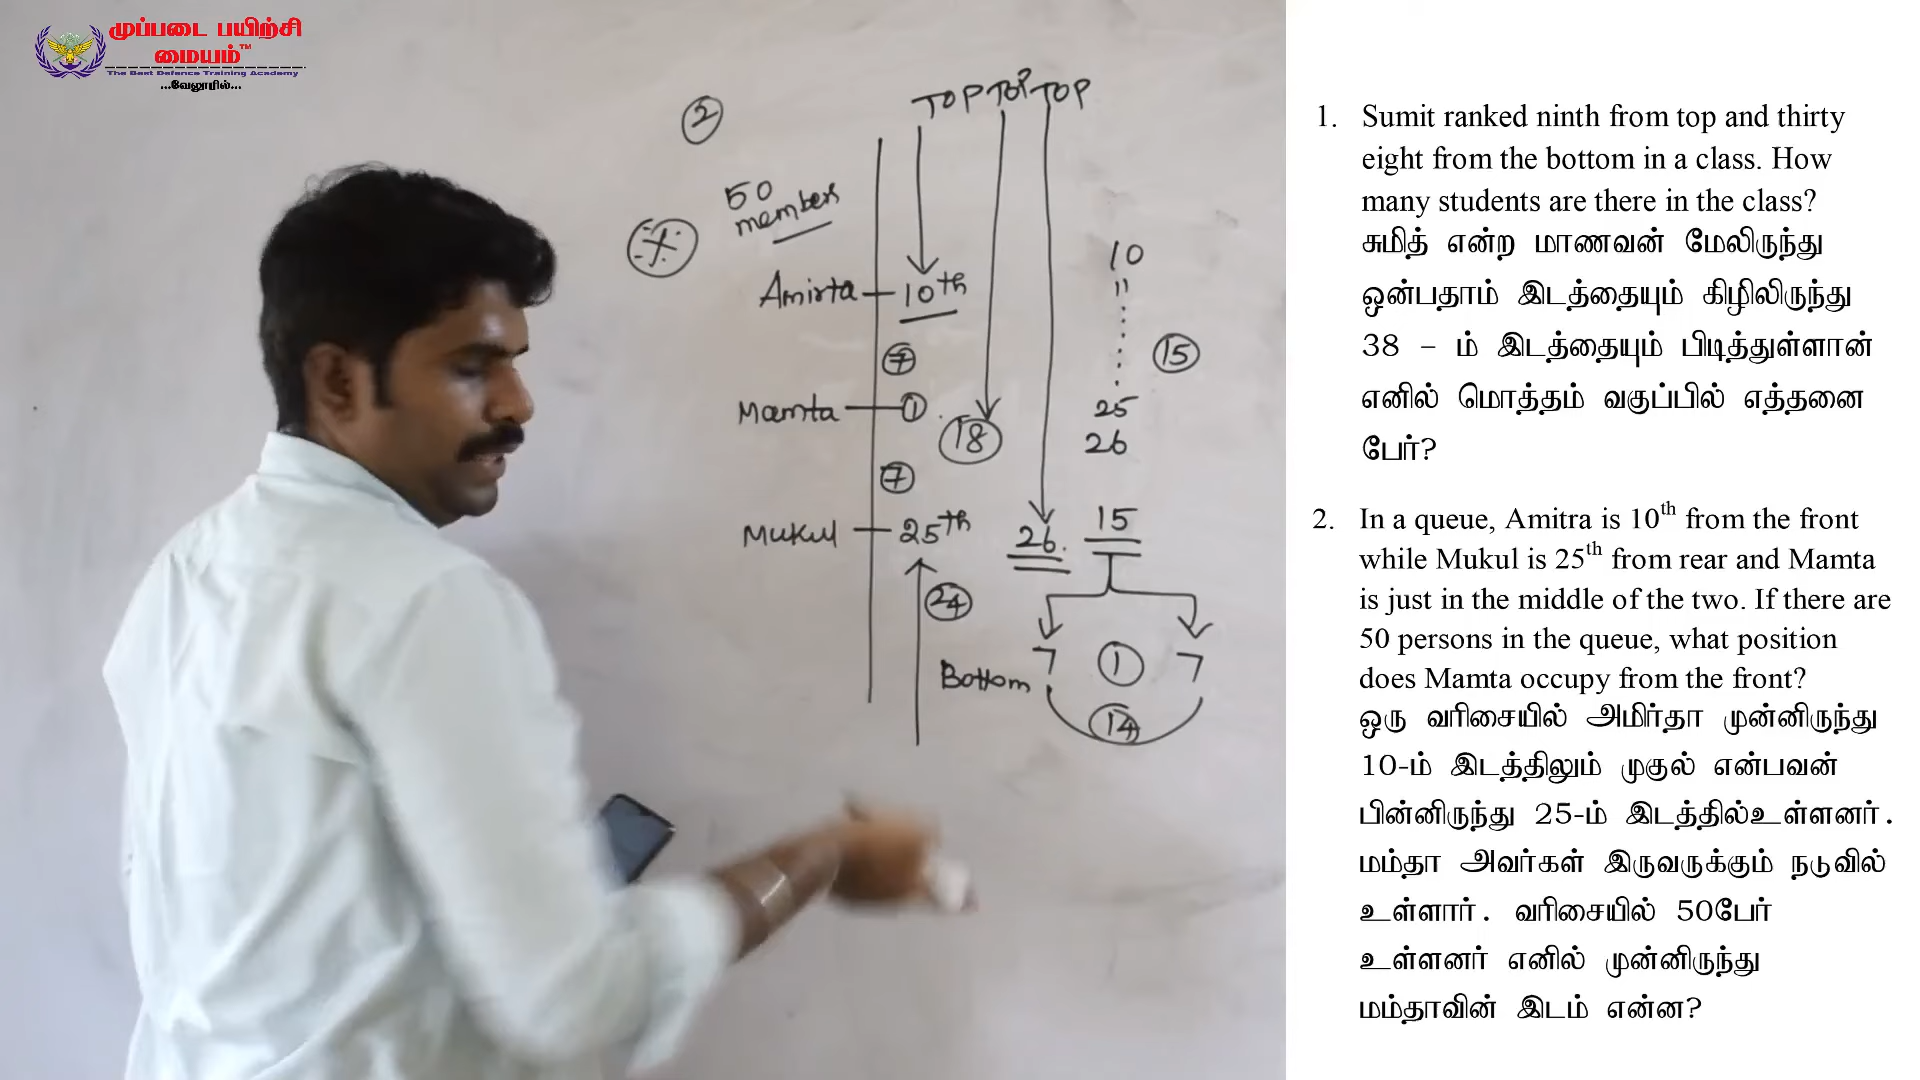 முப்படை பயிற்சி
மையம்™
The Best Defence Training Academy
...வேலூரில்...
2
TOP TOP TOP
50
members
+
10
Amirta 10th
"
7
15
Mamta 1
25
18
26
7
Mukul 25th
26.
15
24
7 1 7
Bottom
14
1. Sumit ranked ninth from top and thirty
eight from the bottom in a class. How
many students are there in the class?
சுமித் என்ற மாணவன் மேலிருந்து
ஒன்பதாம் இடத்தையும் கிழிலிருந்து
38 – ம் இடத்தையும் பிடித்துள்ளான்
எனில் மொத்தம் வகுப்பில் எத்தனை
பேர்?
2. In a queue, Amitra is 10th from the front
while Mukul is 25th from rear and Mamta
is just in the middle of the two. If there are
50 persons in the queue, what position
does Mamta occupy from the front?
ஒரு வரிசையில் அமிர்தா முன்னிருந்து
10-ம் இடத்திலும் முகுல் என்பவன்
பின்னிருந்து 25-ம் இடத்தில்உள்ளனர்.
மம்தா அவர்கள் இருவருக்கும் நடுவில்
உள்ளார். வரிசையில் 50பேர்
உள்ளனர் எனில் முன்னிருந்து
மம்தாவின் இடம் என்ன?